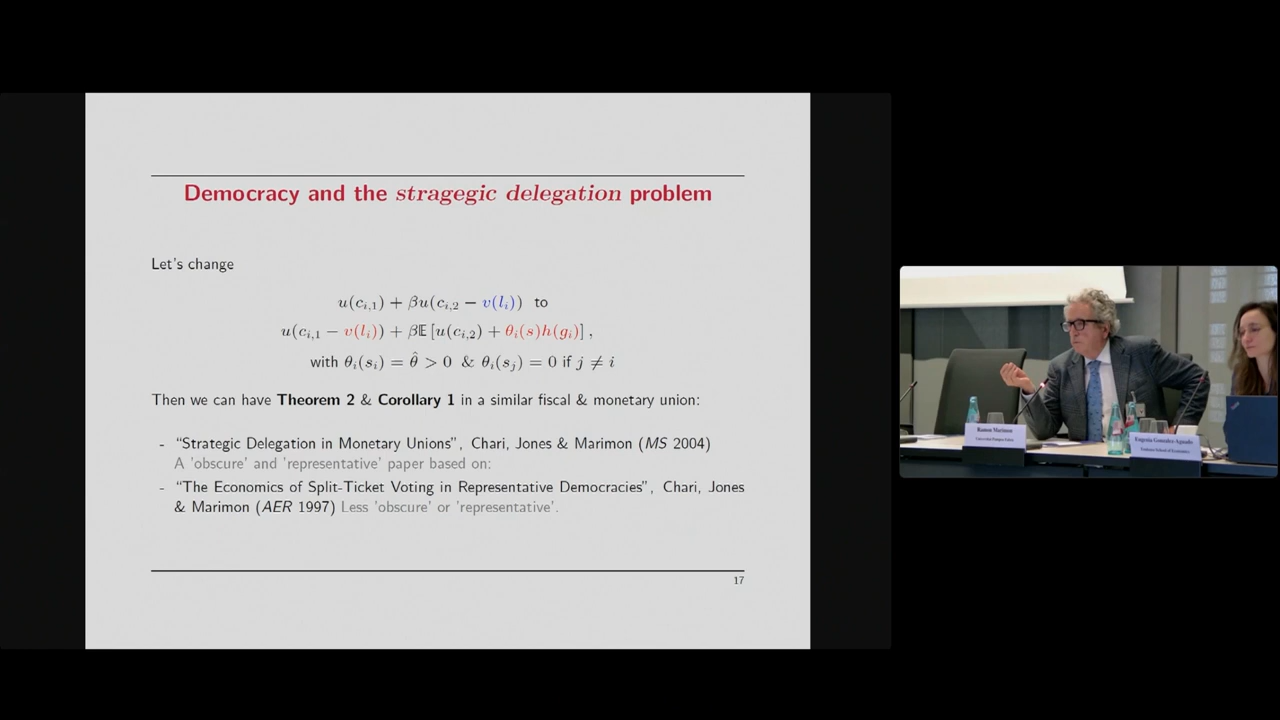 Democracy and the stragegic delegation problem
Let's change
u(c_{i,1}) + βu(c_{i,2} − v(l_i)) to
u(c_{i,1} − v(l_i)) + β𝔼 [u(c_{i,2}) + θ_i(s)h(g_i)] ,
with θ_i(s_i) = θ̂ > 0 & θ_i(s_j) = 0 if j ≠ i
Then we can have Theorem 2 & Corollary 1 in a similar fiscal & monetary union:
- “Strategic Delegation in Monetary Unions”, Chari, Jones & Marimon (MS 2004)
A 'obscure' and 'representative' paper based on:
- “The Economics of Split-Ticket Voting in Representative Democracies”, Chari, Jones
& Marimon (AER 1997) Less 'obscure' or 'representative'.
17
Ramon Marimon
Eugenia Gonzalez-Aguado